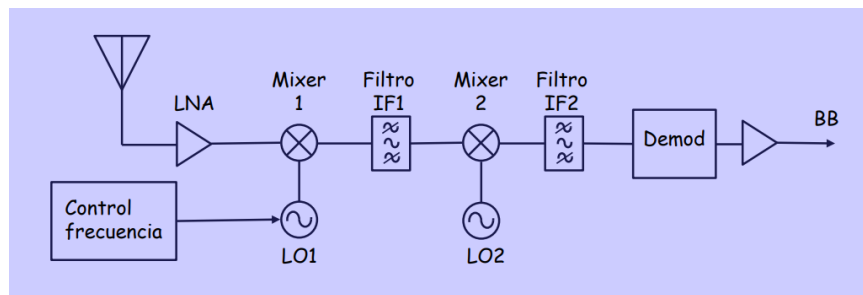 Mixer
1
Filtro
IF1
Mixer
2
Filtro
IF2
LNA
Demod
BB
Control
frecuencia
LO1
LO2